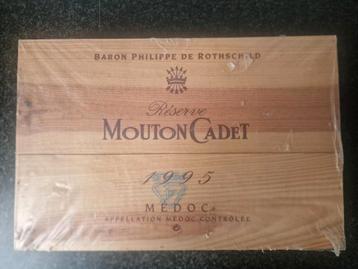 BARON PHILIPPE DE ROTHSCHILD
Réserve
MOUTON CADET
1995
MÉDOC
APPELLATION MÉDOC CONTRÔLÉE